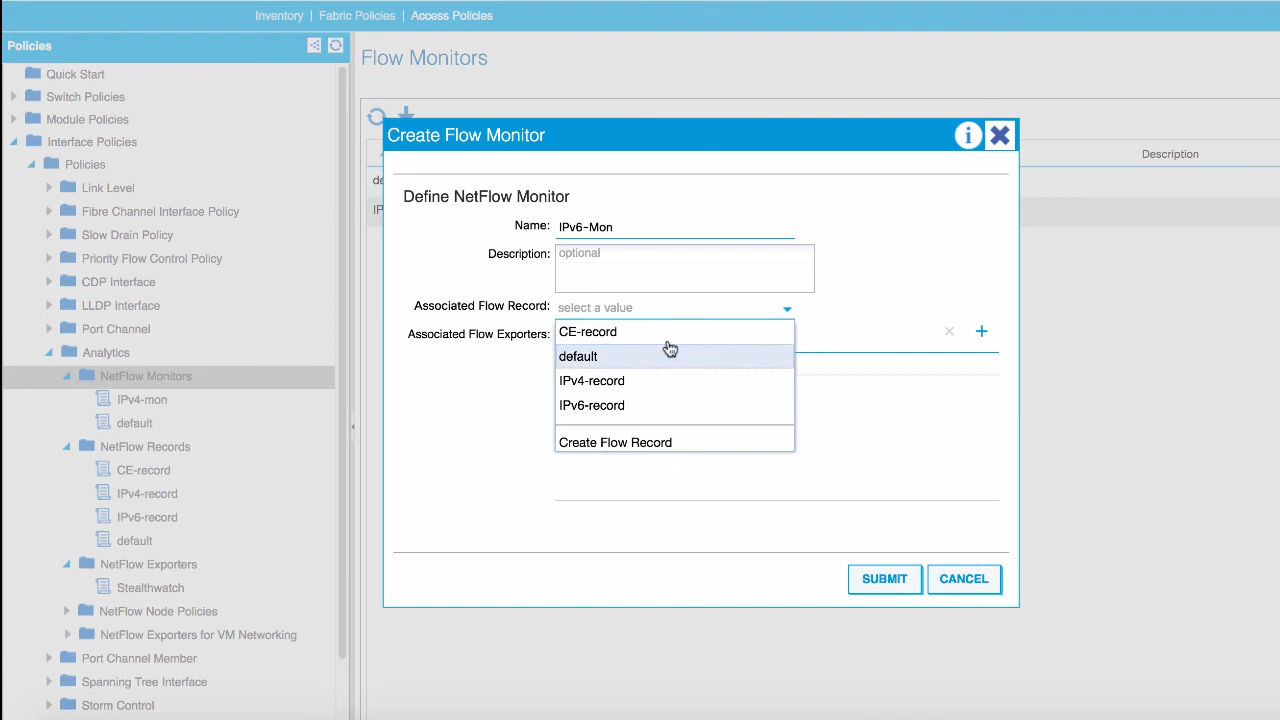 Inventory | Fabric Policies | Access Policies
Policies
Quick Start
Switch Policies
Module Policies
Interface Policies
Policies
Link Level
Fibre Channel Interface Policy
Slow Drain Policy
Priority Flow Control Policy
CDP Interface
LLDP Interface
Port Channel
Analytics
NetFlow Monitors
IPv4-mon
default
NetFlow Records
CE-record
IPv4-record
IPv6-record
default
NetFlow Exporters
Stealthwatch
NetFlow Node Policies
NetFlow Exporters for VM Networking
Port Channel Member
Spanning Tree Interface
Storm Control
Flow Monitors
Description
de
IP
Create Flow Monitor
i
Define NetFlow Monitor
Name: IPv6-Mon
Description: optional
Associated Flow Record: select a value
Associated Flow Exporters:
CE-record
default
IPv4-record
IPv6-record
Create Flow Record
SUBMIT CANCEL